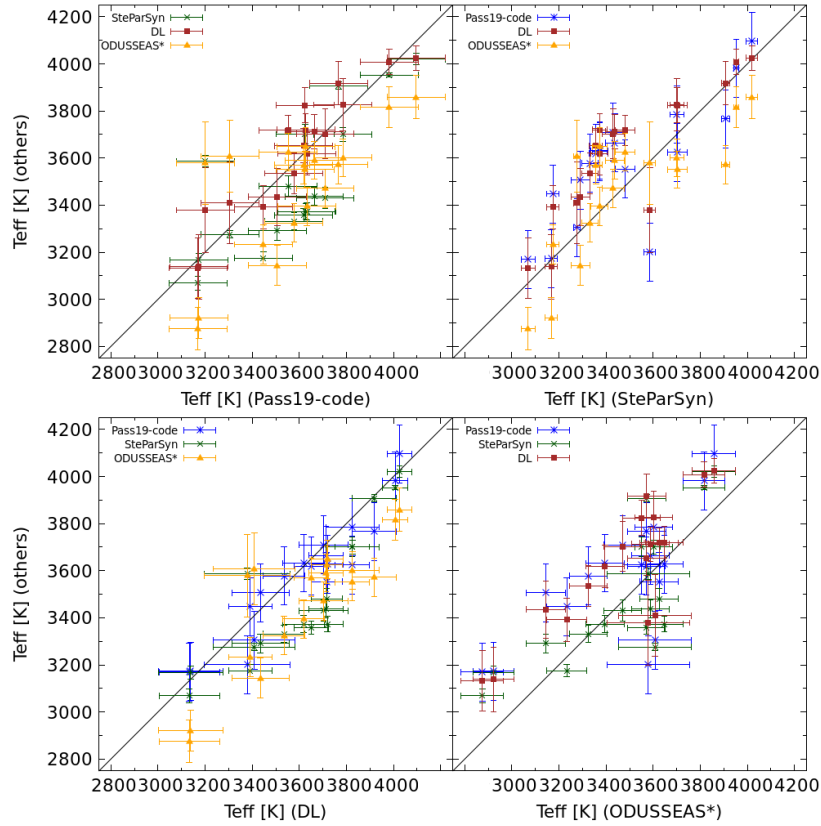 SteParSyn
DL
ODUSSEAS*
Pass19-code
DL
ODUSSEAS*
4200
4000
3800
3600
3400
3200
3000
2800
Teff [K] (others)
2800 3000 3200 3400 3600 3800 4000
3000 3200 3400 3600 3800 4000 4200
Teff [K] (Pass19-code)
Teff [K] (SteParSyn)
Pass19-code
SteParSyn
ODUSSEAS*
Pass19-code
SteParSyn
DL
4200
4000
3800
3600
3400
3200
3000
2800
Teff [K] (others)
2800 3000 3200 3400 3600 3800 4000
3000 3200 3400 3600 3800 4000 4200
Teff [K] (DL)
Teff [K] (ODUSSEAS*)